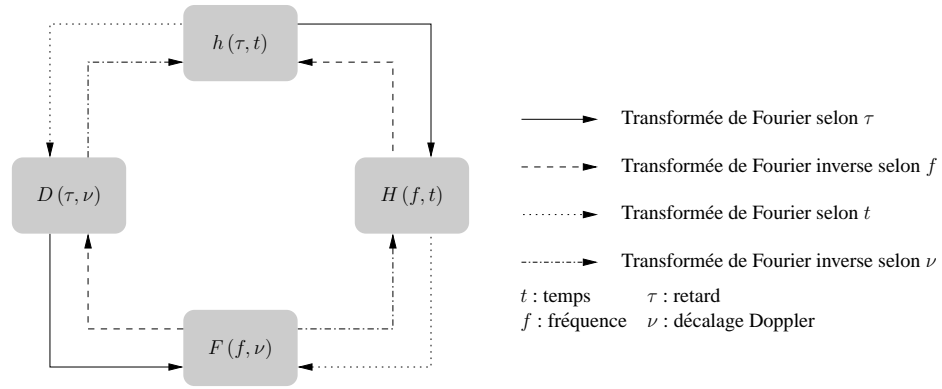 h (τ, t)
D (τ, ν)
H (f, t)
F (f, ν)
Transformée de Fourier selon τ
Transformée de Fourier inverse selon f
Transformée de Fourier selon t
Transformée de Fourier inverse selon ν
t : temps τ : retard
f : fréquence ν : décalage Doppler